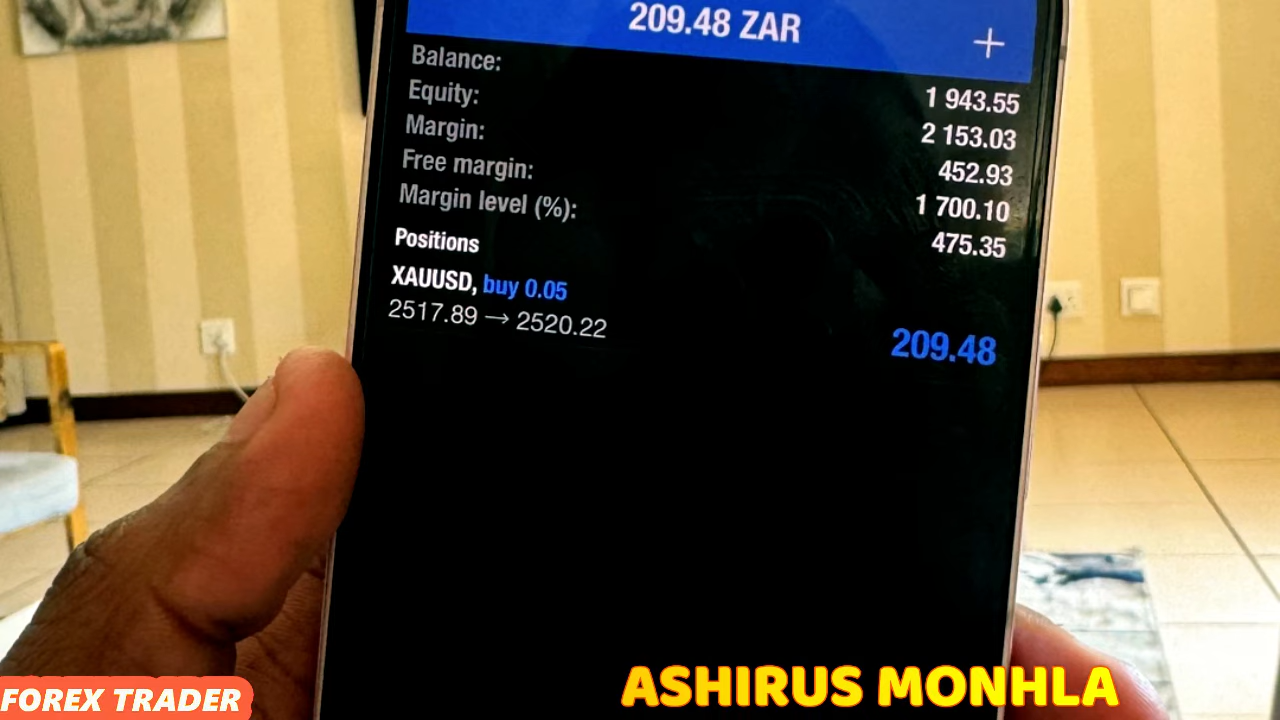 209.48 ZAR
+
Balance: 1 943.55
Equity: 2 153.03
Margin: 452.93
Free margin: 1 700.10
Margin level (%): 475.35
Positions
XAUUSD, buy 0.05
2517.89 → 2520.22 209.48
FOREX TRADER
ASHIRUS MONHLA